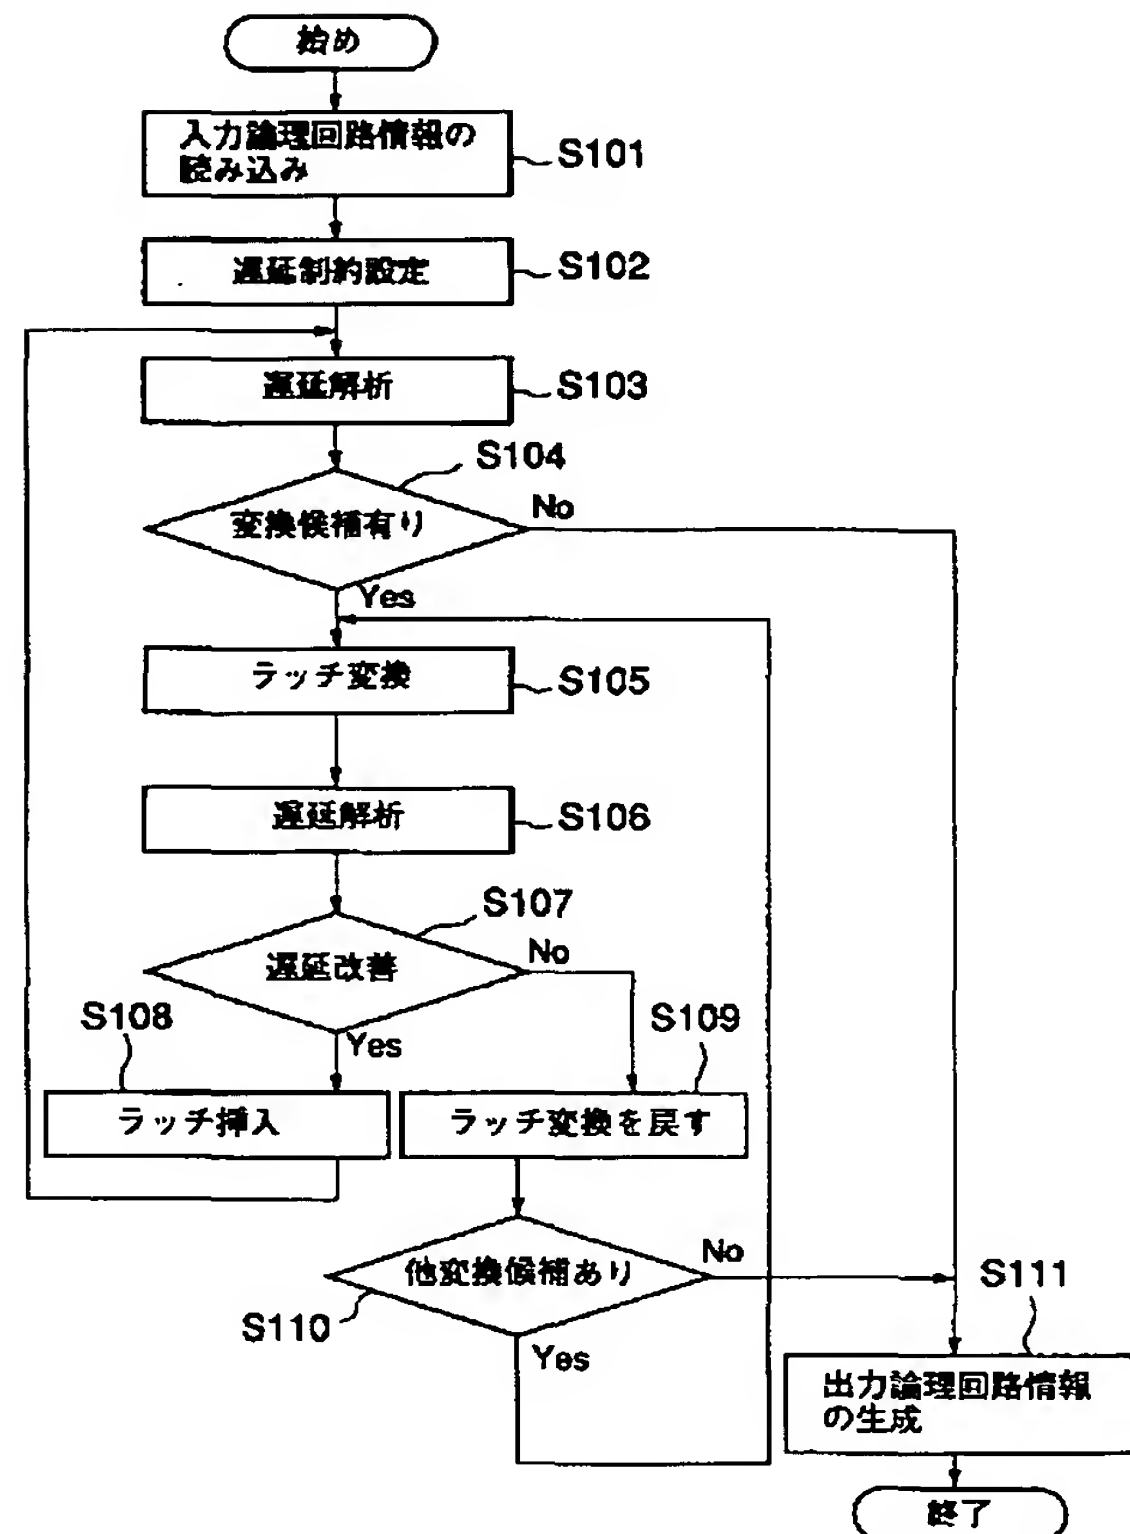 始め
入力論理回路情報の
読み込み
S101
遅延制約設定
S102
遅延解析
S103
S104
変換候補有り
No
Yes
ラッチ変換
S105
遅延解析
S106
S107
遅延改善
No
Yes
S108
ラッチ挿入
S109
ラッチ変換を戻す
他変換候補あり
No
S110
Yes
S111
出力論理回路情報
の生成
終了